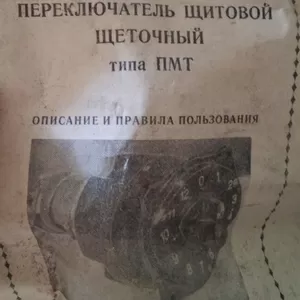 ПЕРЕКЛЮЧАТЕЛЬ ЩИТОВОЙ
ЩЕТОЧНЫЙ
типа ПМТ
ОПИСАНИЕ И ПРАВИЛА ПОЛЬЗОВАНИЯ